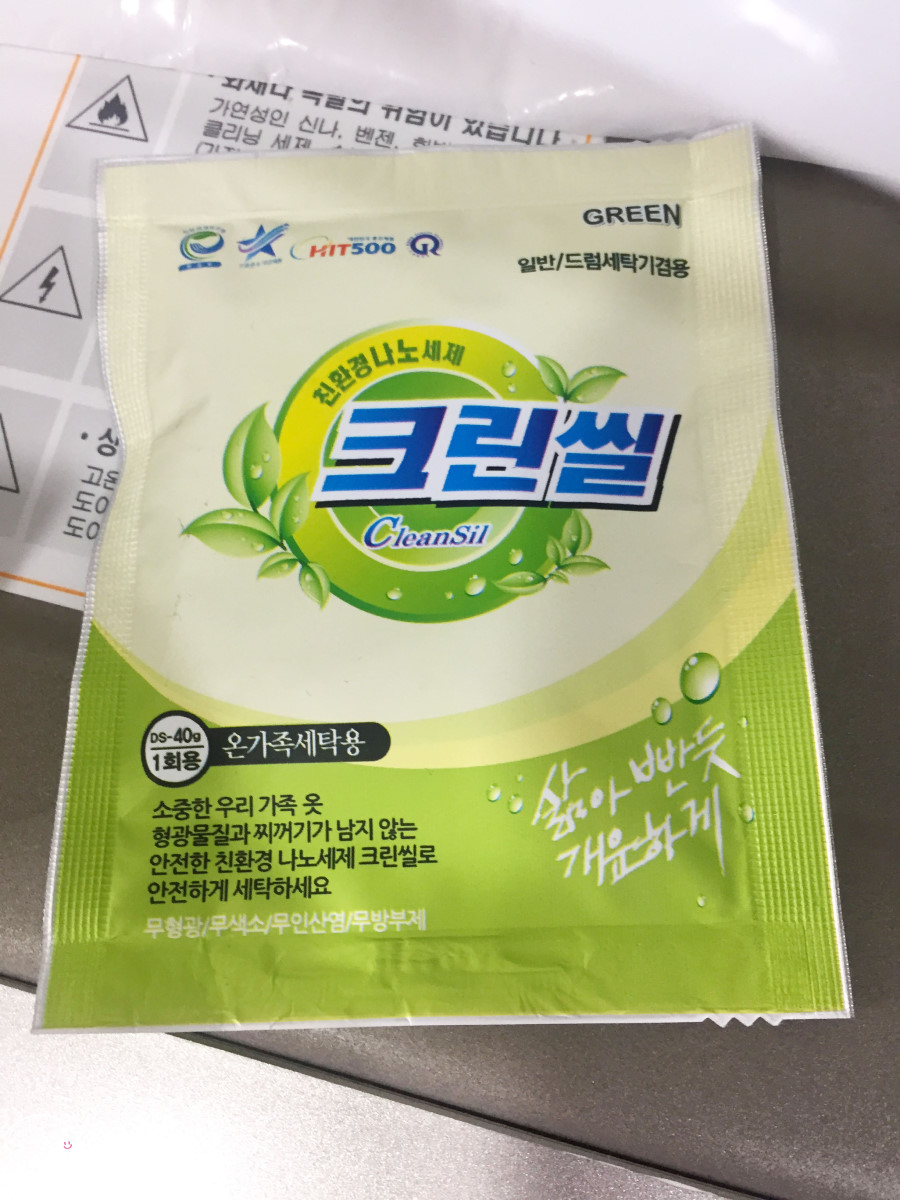 가연성인 신나, 벤젠,
클리닝 세제
고온
도
도
GREEN
HIT500
일반/드럼세탁기겸용
친환경나노세제
크린씰
CleanSil
DS-40g
1회용
온가족세탁용
삶아 빤듯
개운하게
소중한 우리 가족 옷
형광물질과 찌꺼기가 남지 않는
안전한 친환경 나노세제 크린씰로
안전하게 세탁하세요
무형광/무색소/무인산염/무방부제